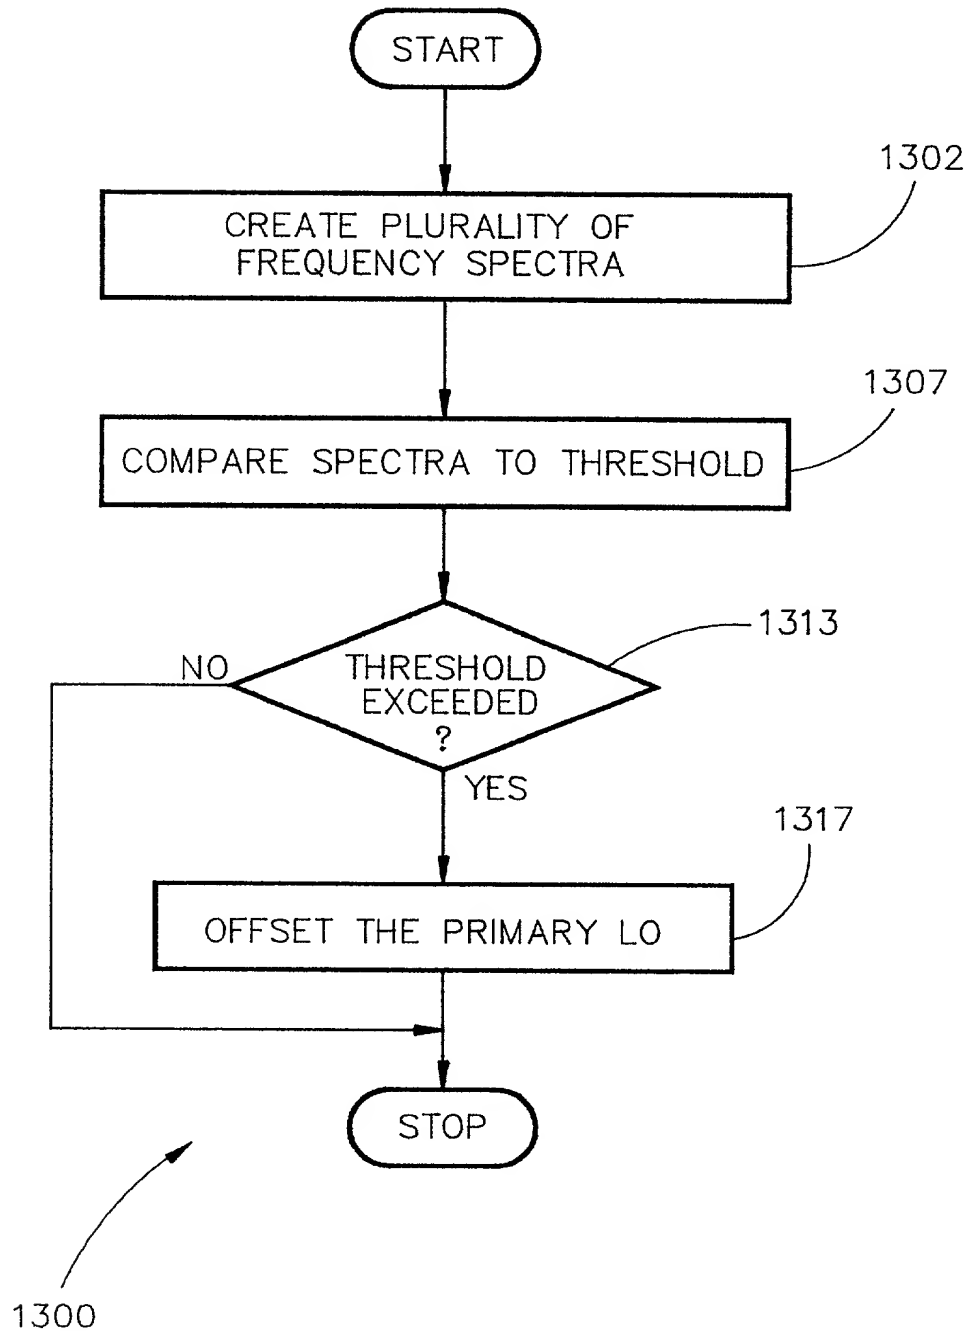 START
1302
CREATE PLURALITY OF
FREQUENCY SPECTRA
1307
COMPARE SPECTRA TO THRESHOLD
1313
NO
THRESHOLD
EXCEEDED
?
YES
1317
OFFSET THE PRIMARY LO
STOP
1300